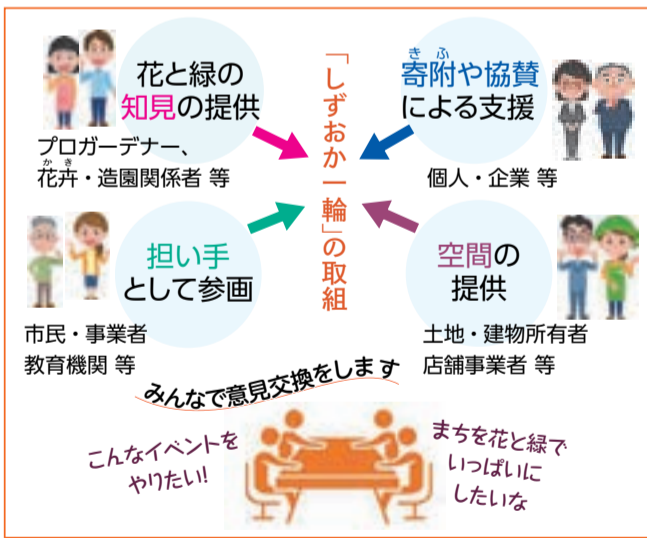 花と緑の
知見の提供
プロガーデナー、
花卉・造園関係者 等
かき
「しずおか一輪」の取組
寄附や協賛
きふ
による支援
個人・企業 等
担い手
として参画
市民・事業者
教育機関 等
空間の
提供
土地・建物所有者
店舗事業者 等
みんなで意見交換をします
こんなイベントを
やりたい!
まちを花と緑で
いっぱいに
したいな